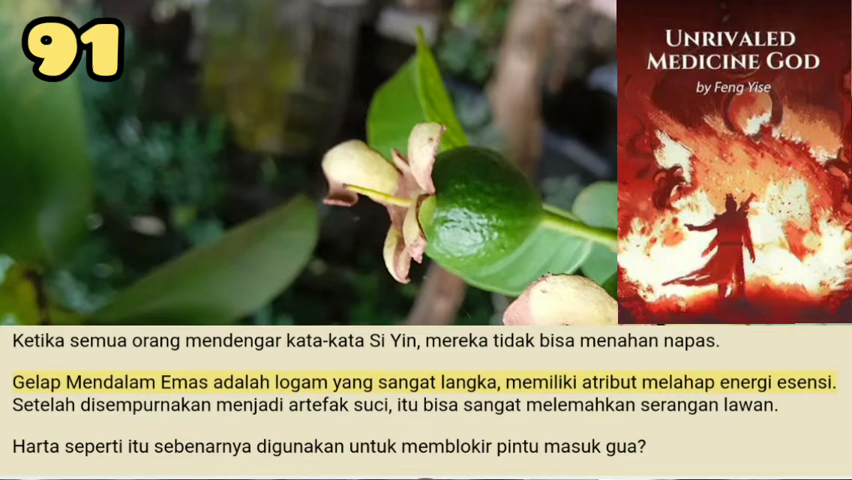 91
UNRIVALED
MEDICINE GOD
by Feng Yise
Ketika semua orang mendengar kata-kata Si Yin, mereka tidak bisa menahan napas.
Gelap Mendalam Emas adalah logam yang sangat langka, memiliki atribut melahap energi esensi.
Setelah disempurnakan menjadi artefak suci, itu bisa sangat melemahkan serangan lawan.
Harta seperti itu sebenarnya digunakan untuk memblokir pintu masuk gua?